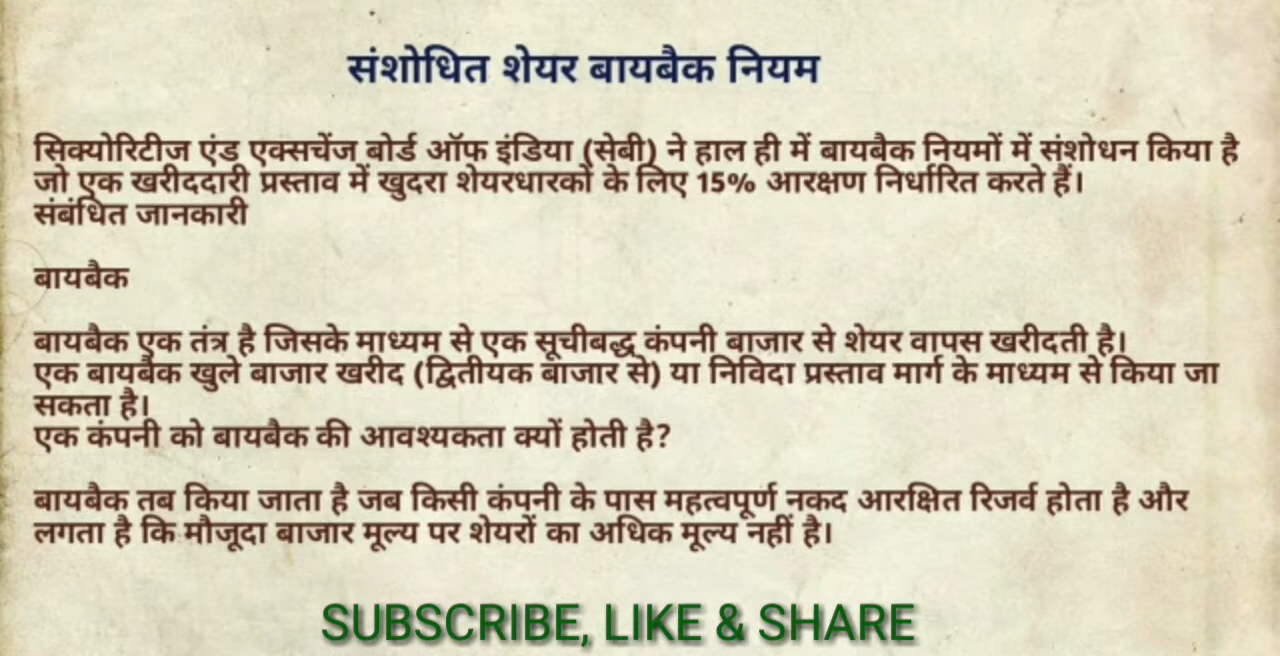 संशोधित शेयर बायबैक नियम
सिक्योरिटीज एंड एक्सचेंज बोर्ड ऑफ इंडिया (सेबी) ने हाल ही में बायबैक नियमों में संशोधन किया है
जो एक खरीददारी प्रस्ताव में खुदरा शेयरधारकों के लिए 15% आरक्षण निर्धारित करते हैं।
संबंधित जानकारी
बायबैक
बायबैक एक तंत्र है जिसके माध्यम से एक सूचीबद्ध कंपनी बाजार से शेयर वापस खरीदती है।
एक बायबैक खुले बाजार खरीद (द्वितीयक बाजार से) या निविदा प्रस्ताव मार्ग के माध्यम से किया जा
सकता है।
एक कंपनी को बायबैक की आवश्यकता क्यों होती है?
बायबैक तब किया जाता है जब किसी कंपनी के पास महत्वपूर्ण नकद आरक्षित रिजर्व होता है और
लगता है कि मौजूदा बाजार मूल्य पर शेयरों का अधिक मूल्य नहीं है।
SUBSCRIBE, LIKE & SHARE